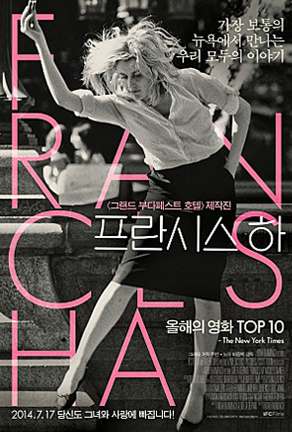 가장 보통의
뉴욕에서 만나는
우리 모두의 이야기
FRANCES HA
<그랜드 부다페스트 호텔> 제작진
프란시스 하
올해의 영화 TOP 10
- The New York Times
2014.7.17 당신도 그녀와 사랑에 빠집니다!
IFC Films